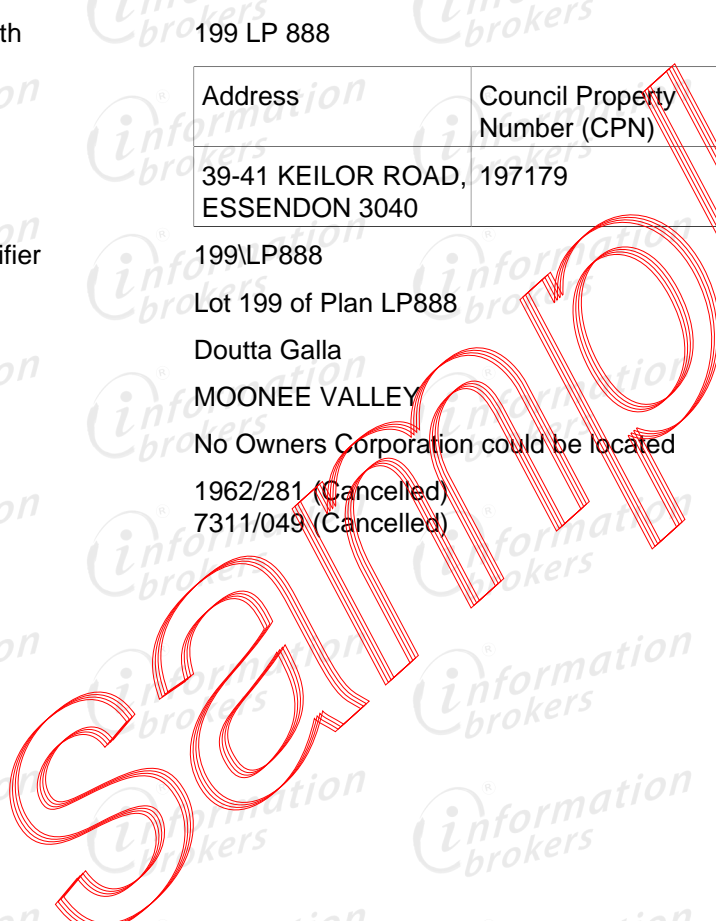 th 199 LP 888
Address Council Property
Number (CPN)
39-41 KEILOR ROAD, 197179
ESSENDON 3040
ifier 199\LP888
Lot 199 of Plan LP888
Doutta Galla
MOONEE VALLEY
No Owners Corporation could be located
1962/281 (Cancelled)
7311/049 (Cancelled)
sampl
information
brokers